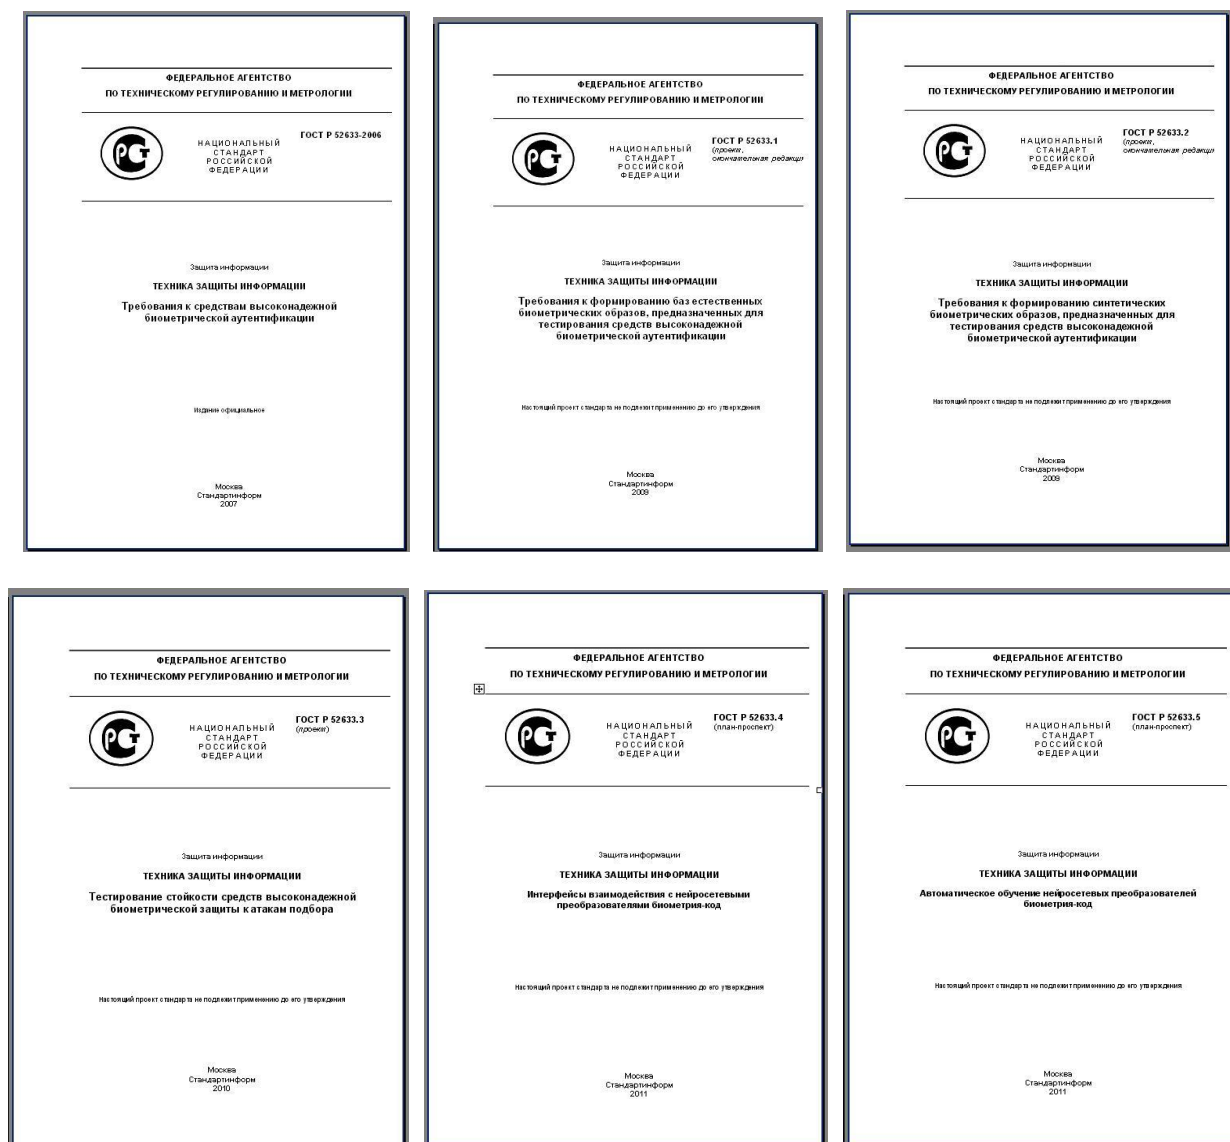 ФЕДЕРАЛЬНОЕ АГЕНТСТВО
ПО ТЕХНИЧЕСКОМУ РЕГУЛИРОВАНИЮ И МЕТРОЛОГИИ
РСТ
НАЦИОНАЛЬНЫЙ
СТАНДАРТ
РОССИЙСКОЙ
ФЕДЕРАЦИИ
ГОСТ Р 52633-2006
Защита информации
ТЕХНИКА ЗАЩИТЫ ИНФОРМАЦИИ
Требования к средствам высоконадежной
биометрической аутентификации
Издание официальное
Москва
Стандартинформ
2007
ФЕДЕРАЛЬНОЕ АГЕНТСТВО
ПО ТЕХНИЧЕСКОМУ РЕГУЛИРОВАНИЮ И МЕТРОЛОГИИ
РСТ
НАЦИОНАЛЬНЫЙ
СТАНДАРТ
РОССИЙСКОЙ
ФЕДЕРАЦИИ
ГОСТ Р 52633.1
(проект,
окончательная редакци
Защита информации
ТЕХНИКА ЗАЩИТЫ ИНФОРМАЦИИ
Требования к формированию баз естественных
биометрических образов, предназначенных для
тестирования средств высоконадежной
биометрической аутентификации
Настоящий проект стандарта не подлежит применению до его утверждения
Москва
Стандартинформ
2009
ФЕДЕРАЛЬНОЕ АГЕНТСТВО
ПО ТЕХНИЧЕСКОМУ РЕГУЛИРОВАНИЮ И МЕТРОЛОГИИ
РСТ
НАЦИОНАЛЬНЫЙ
СТАНДАРТ
РОССИЙСКОЙ
ФЕДЕРАЦИИ
ГОСТ Р 52633.2
(проект,
окончательная редакци
Защита информации
ТЕХНИКА ЗАЩИТЫ ИНФОРМАЦИИ
Требования к формированию синтетических
биометрических образов, предназначенных для
тестирования средств высоконадежной
биометрической аутентификации
Настоящий проект стандарта не подлежит применению до его утверждения
Москва
Стандартинформ
2009
ФЕДЕРАЛЬНОЕ АГЕНТСТВО
ПО ТЕХНИЧЕСКОМУ РЕГУЛИРОВАНИЮ И МЕТРОЛОГИИ
РСТ
НАЦИОНАЛЬНЫЙ
СТАНДАРТ
РОССИЙСКОЙ
ФЕДЕРАЦИИ
ГОСТ Р 52633.3
(проект)
Защита информации
ТЕХНИКА ЗАЩИТЫ ИНФОРМАЦИИ
Тестирование стойкости средств высоконадежной
биометрической защиты к атакам подбора
Настоящий проект стандарта не подлежит применению до его утверждения
Москва
Стандартинформ
2010
ФЕДЕРАЛЬНОЕ АГЕНТСТВО
ПО ТЕХНИЧЕСКОМУ РЕГУЛИРОВАНИЮ И МЕТРОЛОГИИ
РСТ
НАЦИОНАЛЬНЫЙ
СТАНДАРТ
РОССИЙСКОЙ
ФЕДЕРАЦИИ
ГОСТ Р 52633.4
(план-проспект)
Защита информации
ТЕХНИКА ЗАЩИТЫ ИНФОРМАЦИИ
Интерфейсы взаимодействия с нейросетевыми
преобразователями биометрия-код
Настоящий проект стандарта не подлежит применению до его утверждения
Москва
Стандартинформ
2011
ФЕДЕРАЛЬНОЕ АГЕНТСТВО
ПО ТЕХНИЧЕСКОМУ РЕГУЛИРОВАНИЮ И МЕТРОЛОГИИ
РСТ
НАЦИОНАЛЬНЫЙ
СТАНДАРТ
РОССИЙСКОЙ
ФЕДЕРАЦИИ
ГОСТ Р 52633.5
(план-проспект)
Защита информации
ТЕХНИКА ЗАЩИТЫ ИНФОРМАЦИИ
Автоматическое обучение нейросетевых преобразователей
биометрия-код
Настоящий проект стандарта не подлежит применению до его утверждения
Москва
Стандартинформ
2011